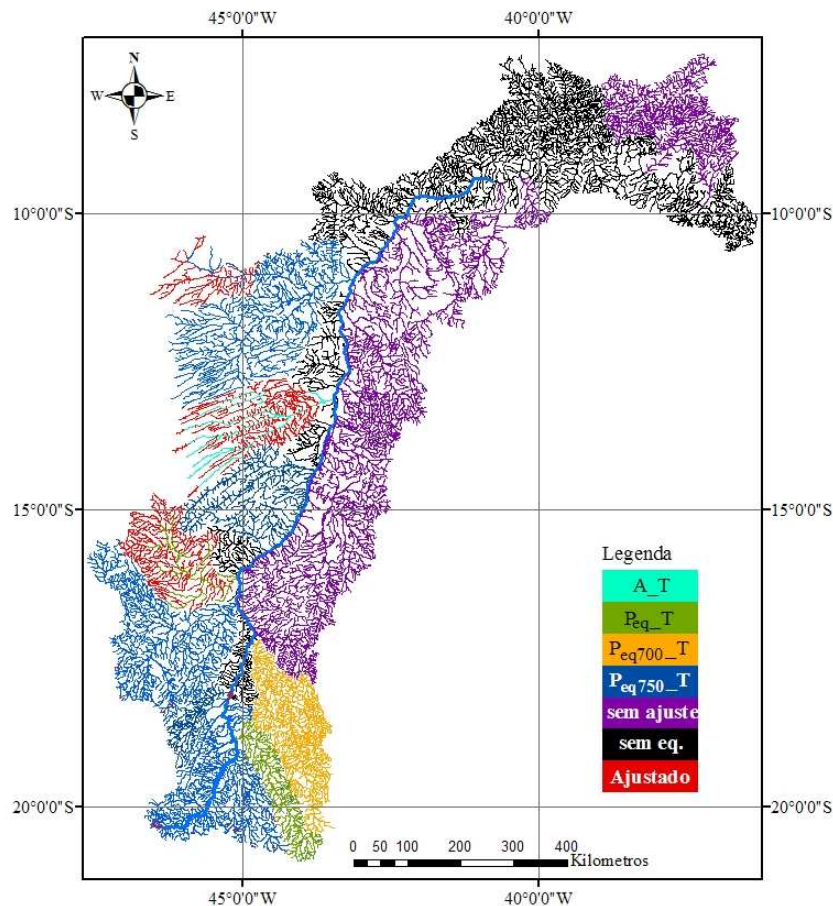 45°0'0"W 40°0'0"W
N
W E
S
10°0'0"S 10°0'0"S
15°0'0"S 15°0'0"S
Legenda
A_T
Peq_T
Peq700_T
Peq750_T
sem ajuste
sem eq.
Ajustado
20°0'0"S 20°0'0"S
0 50 100 200 300 400
Kilometros
45°0'0"W 40°0'0"W